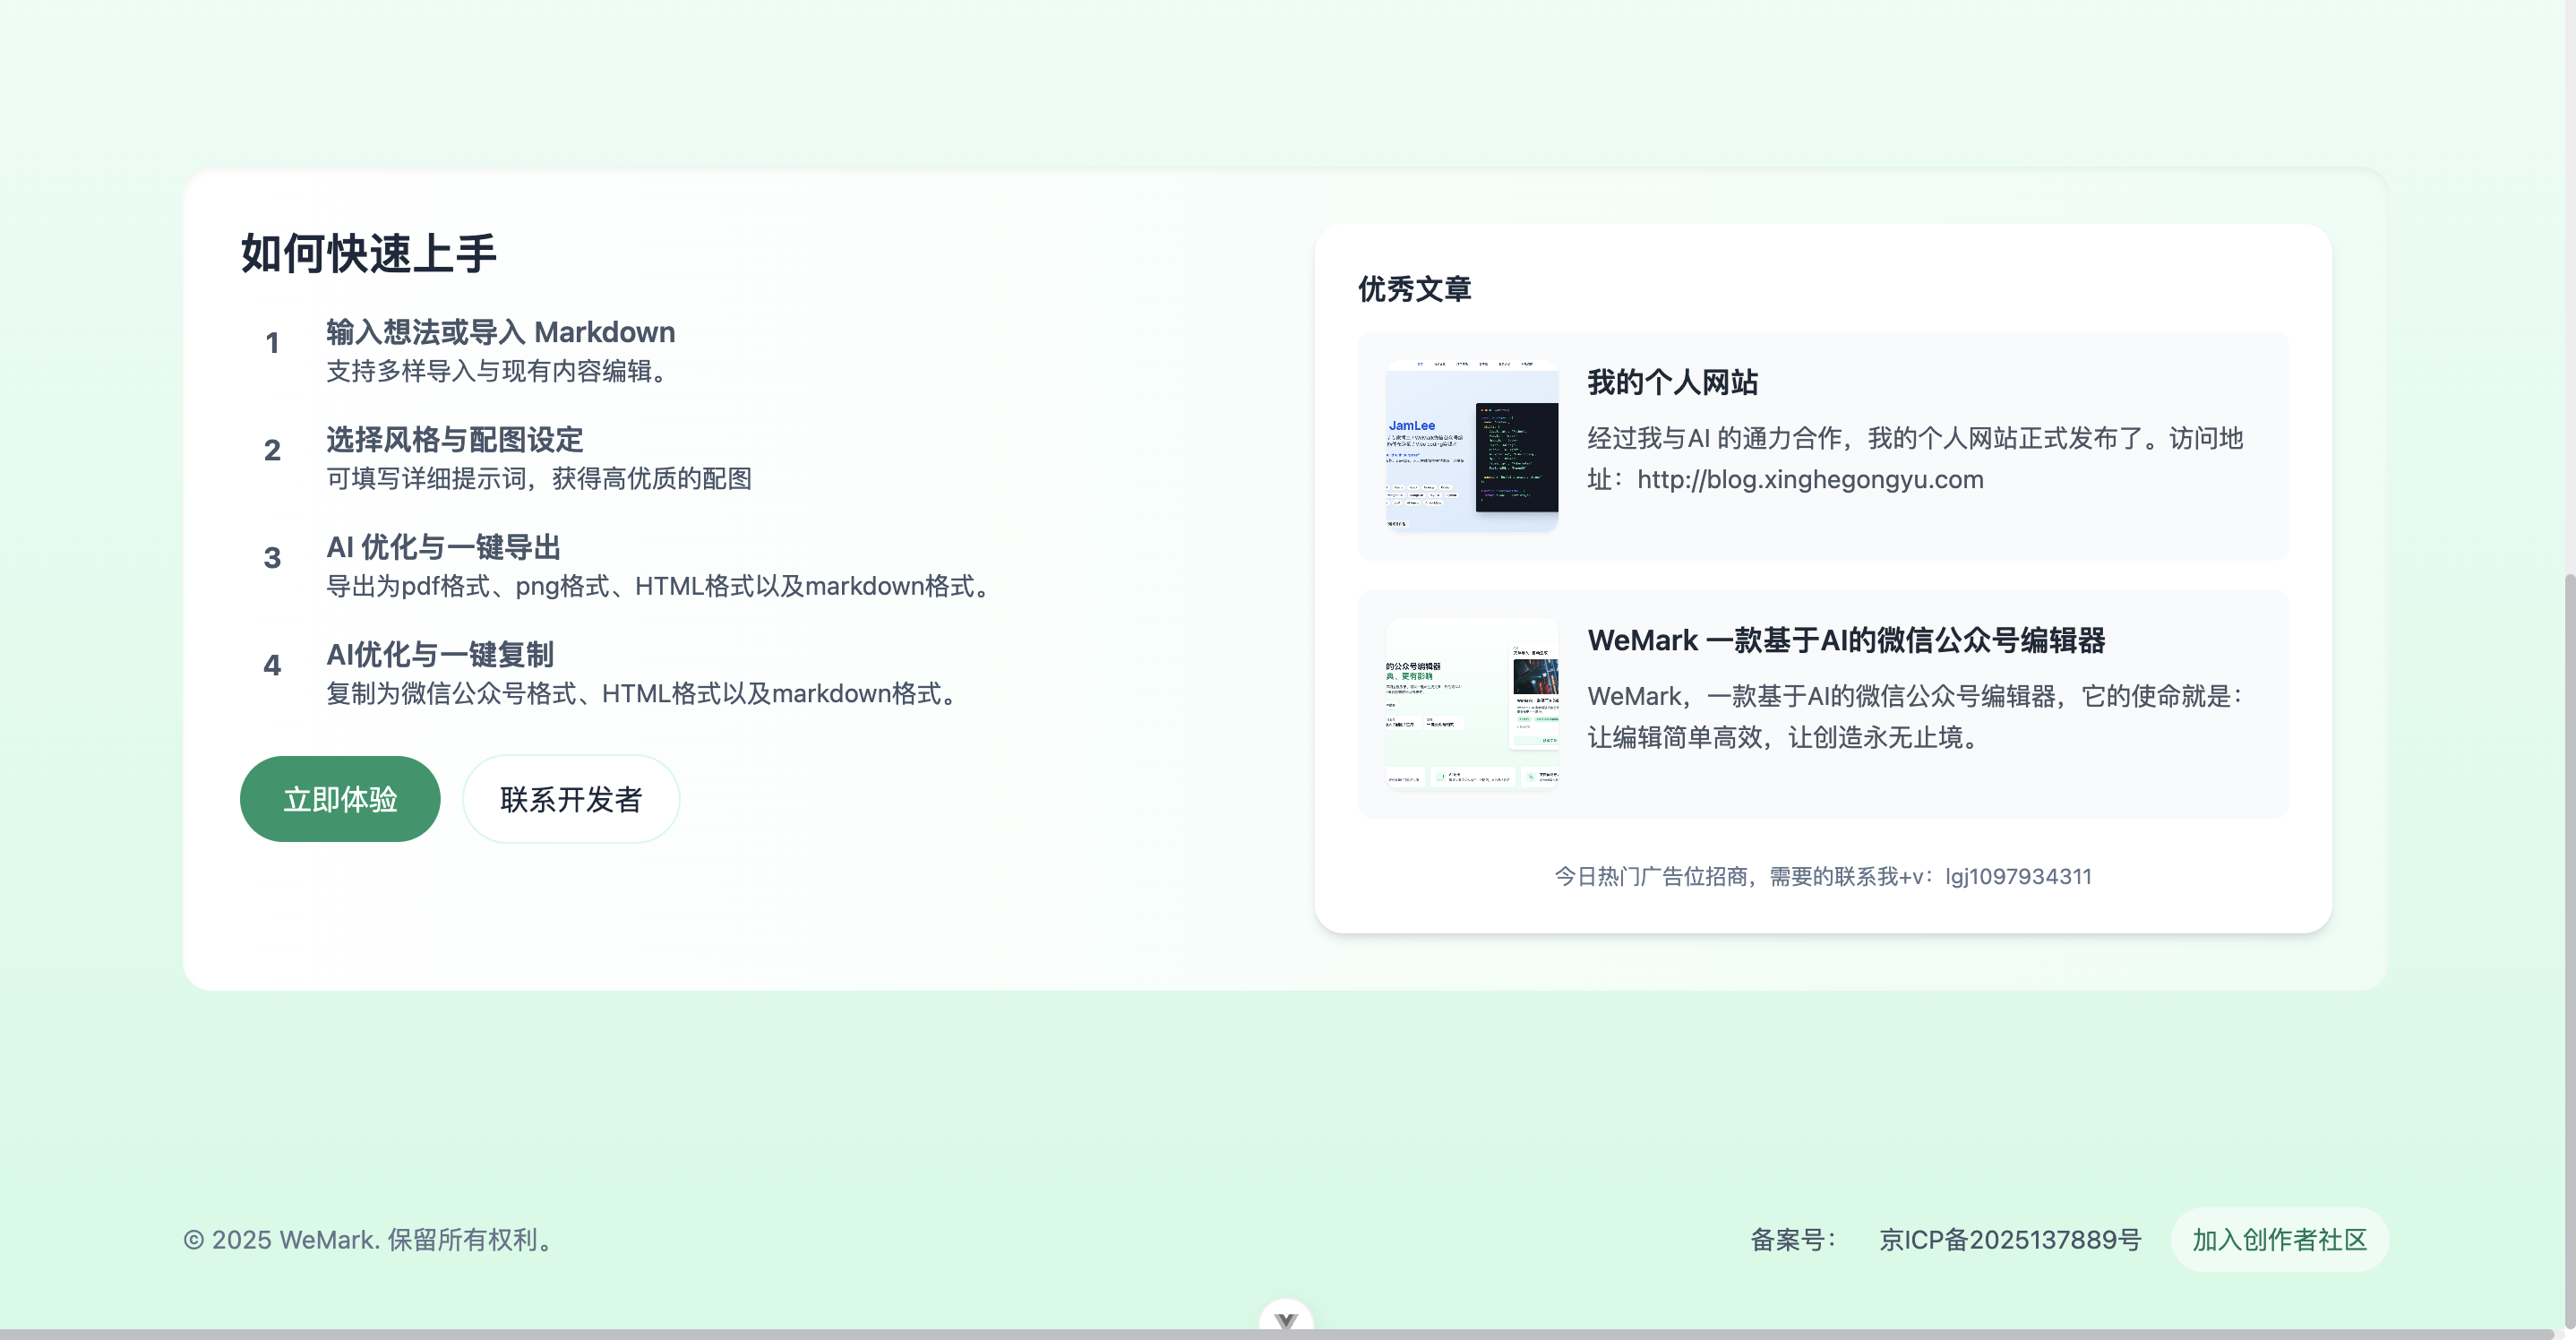 如何快速上手
1
输入想法或导入 Markdown
支持多样导入与现有内容编辑。
2
选择风格与配图设定
可填写详细提示词，获得高优质的配图
3
AI 优化与一键导出
导出为pdf格式、png格式、HTML格式以及markdown格式。
4
AI优化与一键复制
复制为微信公众号格式、HTML格式以及markdown格式。
立即体验
联系开发者
优秀文章
JamLee
我的个人网站
经过我与AI 的通力合作，我的个人网站正式发布了。访问地
址：http://blog.xinghegongyu.com
的公众号编辑器
典、更有影响
WeMark 一款基于AI的微信公众号编辑器
WeMark，一款基于AI的微信公众号编辑器，它的使命就是：
让编辑简单高效，让创造永无止境。
今日热门广告位招商，需要的联系我+v：lgj1097934311
© 2025 WeMark. 保留所有权利。
备案号：
京ICP备2025137889号
加入创作者社区